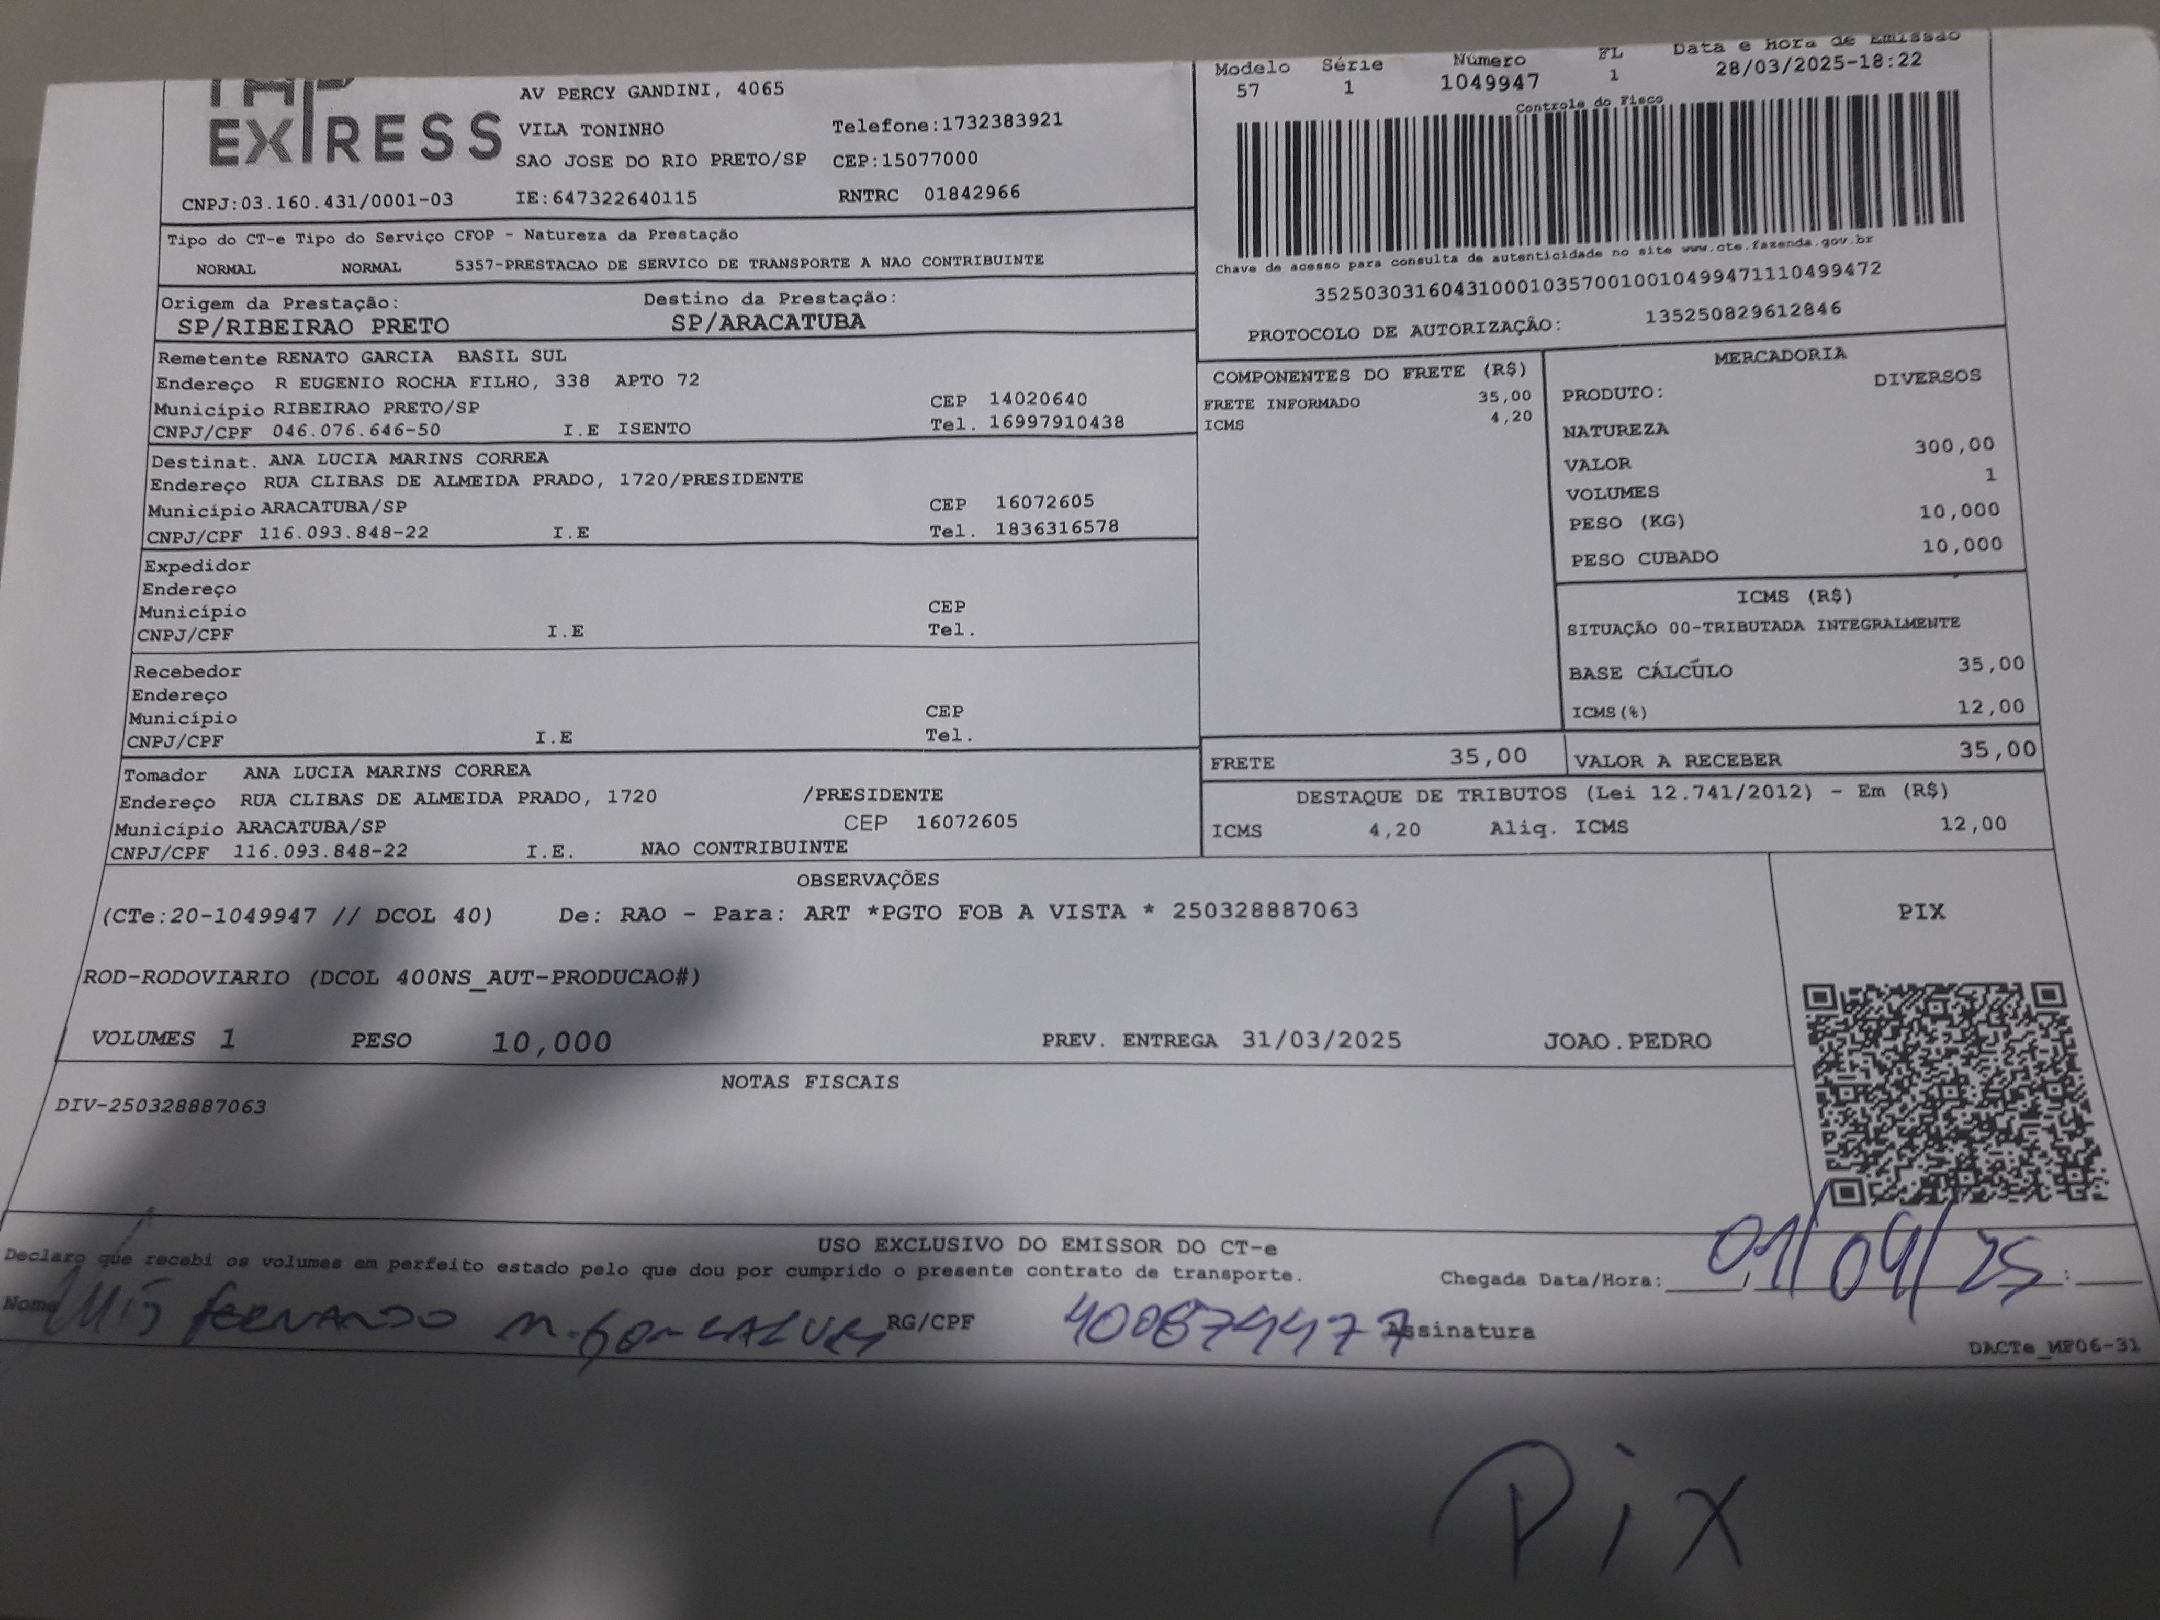 EXPRESS
AV PERCY GANDINI, 4065
VILA TONINHO Telefone:1732383921
SAO JOSE DO RIO PRETO/SP CEP:15077000
CNPJ:03.160.431/0001-03 IE:647322640115 RNTRC 01842966
Modelo Série Número FL Data e Hora de Emissão
57 1 1049947 1 28/03/2025-18:22
Controle do Fisco
Chave de acesso para consulta de autenticidade no site www.cte.fazenda.gov.br
35250303160431000103570010010499471110499472
PROTOCOLO DE AUTORIZAÇÃO: 135250829612846
Tipo do CT-e Tipo do Serviço CFOP - Natureza da Prestação
NORMAL NORMAL 5357-PRESTACAO DE SERVICO DE TRANSPORTE A NAO CONTRIBUINTE
Origem da Prestação: Destino da Prestação:
SP/RIBEIRAO PRETO SP/ARACATUBA
Remetente RENATO GARCIA BASIL SUL
Endereço R EUGENIO ROCHA FILHO, 338 APTO 72
Município RIBEIRAO PRETO/SP CEP 14020640
CNPJ/CPF 046.076.646-50 I.E ISENTO Tel. 16997910438
Destinat. ANA LUCIA MARINS CORREA
Endereço RUA CLIBAS DE ALMEIDA PRADO, 1720/PRESIDENTE
Município ARACATUBA/SP CEP 16072605
CNPJ/CPF 116.093.848-22 I.E Tel. 1836316578
Expedidor
Endereço
Município CEP
CNPJ/CPF I.E Tel.
Recebedor
Endereço
Município CEP
CNPJ/CPF I.E Tel.
Tomador ANA LUCIA MARINS CORREA
Endereço RUA CLIBAS DE ALMEIDA PRADO, 1720 /PRESIDENTE
Município ARACATUBA/SP CEP 16072605
CNPJ/CPF 116.093.848-22 I.E. NAO CONTRIBUINTE
COMPONENTES DO FRETE (R$)
FRETE INFORMADO 35,00
ICMS 4,20
MERCADORIA
PRODUTO: DIVERSOS
NATUREZA
VALOR 300,00
VOLUMES 1
PESO (KG) 10,000
PESO CUBADO 10,000
ICMS (R$)
SITUAÇÃO 00-TRIBUTADA INTEGRALMENTE
BASE CÁLCULO 35,00
ICMS(%) 12,00
FRETE 35,00 VALOR A RECEBER 35,00
DESTAQUE DE TRIBUTOS (Lei 12.741/2012) - Em (R$)
ICMS 4,20 Aliq. ICMS 12,00
OBSERVAÇÕES
(CTe:20-1049947 // DCOL 40) De: RAO - Para: ART *PGTO FOB A VISTA * 250328887063
PIX
ROD-RODOVIARIO (DCOL 400NS_AUT-PRODUCAO#)
VOLUMES 1 PESO 10,000 PREV. ENTREGA 31/03/2025 JOAO.PEDRO
NOTAS FISCAIS
DIV-250328887063
USO EXCLUSIVO DO EMISSOR DO CT-e
Declaro que recebi os volumes em perfeito estado pelo que dou por cumprido o presente contrato de transporte. Chegada Data/Hora: 01/04/25 :
Nome Luis FERNANDO M. GONCALVES RG/CPF 400874477 Assinatura
DACTe_MF06-31
Pix